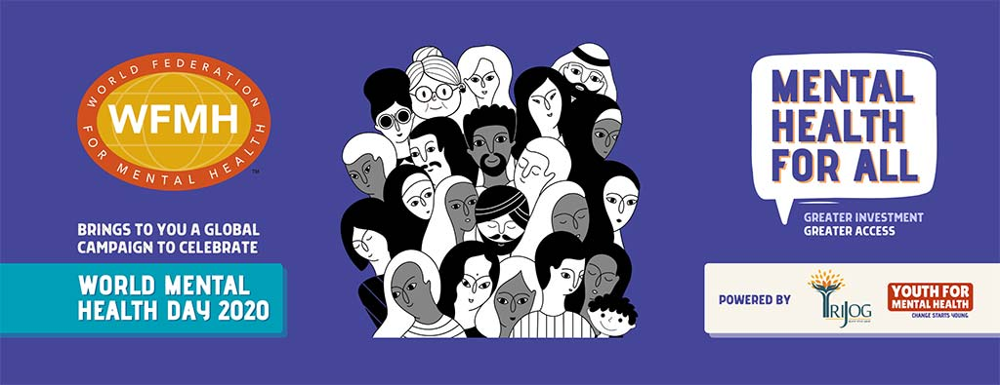 WORLD FEDERATION
WFMH
FOR MENTAL HEALTH
TM
BRINGS TO YOU A GLOBAL
CAMPAIGN TO CELEBRATE
WORLD MENTAL
HEALTH DAY 2020
MENTAL
HEALTH
FOR ALL
GREATER INVESTMENT
GREATER ACCESS
POWERED BY
TRIJOG
YOUTH FOR
MENTAL HEALTH
CHANGE STARTS YOUNG